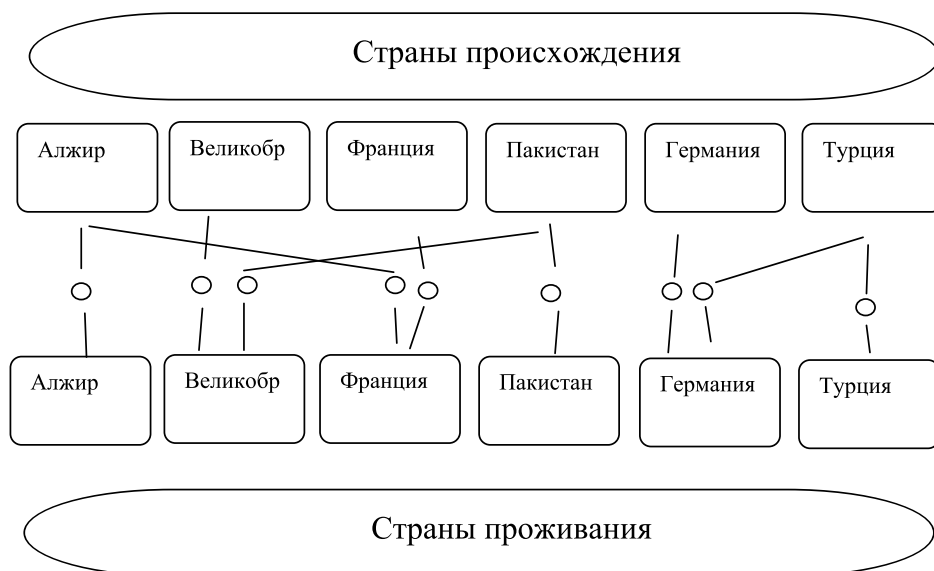 Страны происхождения
Алжир
Великобр
Франция
Пакистан
Германия
Турция
Алжир
Великобр
Франция
Пакистан
Германия
Турция
Страны проживания